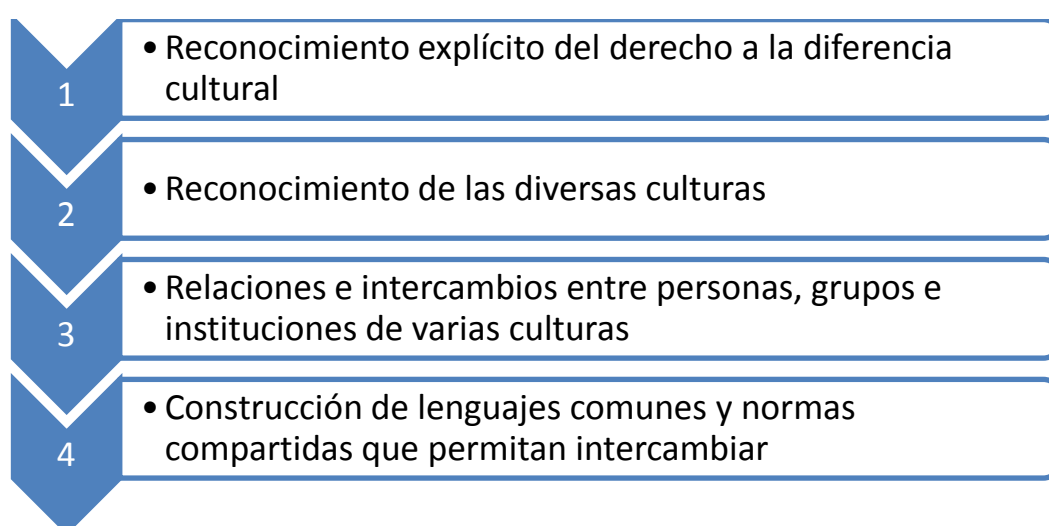 1
• Reconocimiento explícito del derecho a la diferencia
cultural
2
• Reconocimiento de las diversas culturas
3
• Relaciones e intercambios entre personas, grupos e
instituciones de varias culturas
4
• Construcción de lenguajes comunes y normas
compartidas que permitan intercambiar